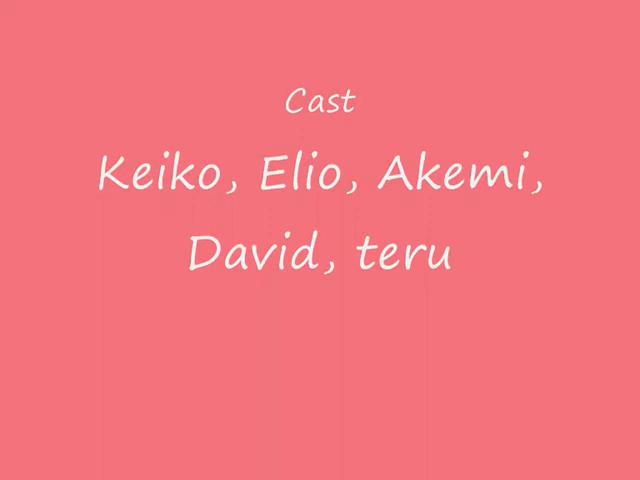 Cast
Keiko, Elio, Akemi,
David, teru